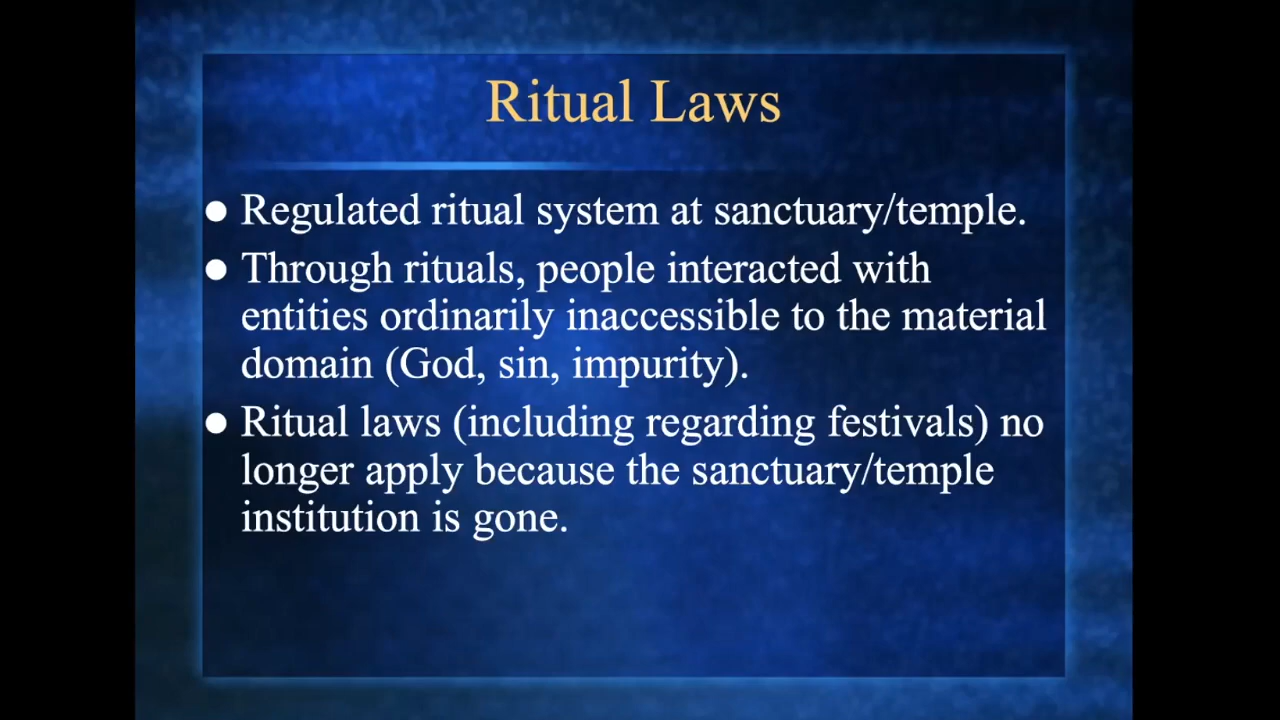 Ritual Laws
● Regulated ritual system at sanctuary/temple.
● Through rituals, people interacted with
entities ordinarily inaccessible to the material
domain (God, sin, impurity).
● Ritual laws (including regarding festivals) no
longer apply because the sanctuary/temple
institution is gone.